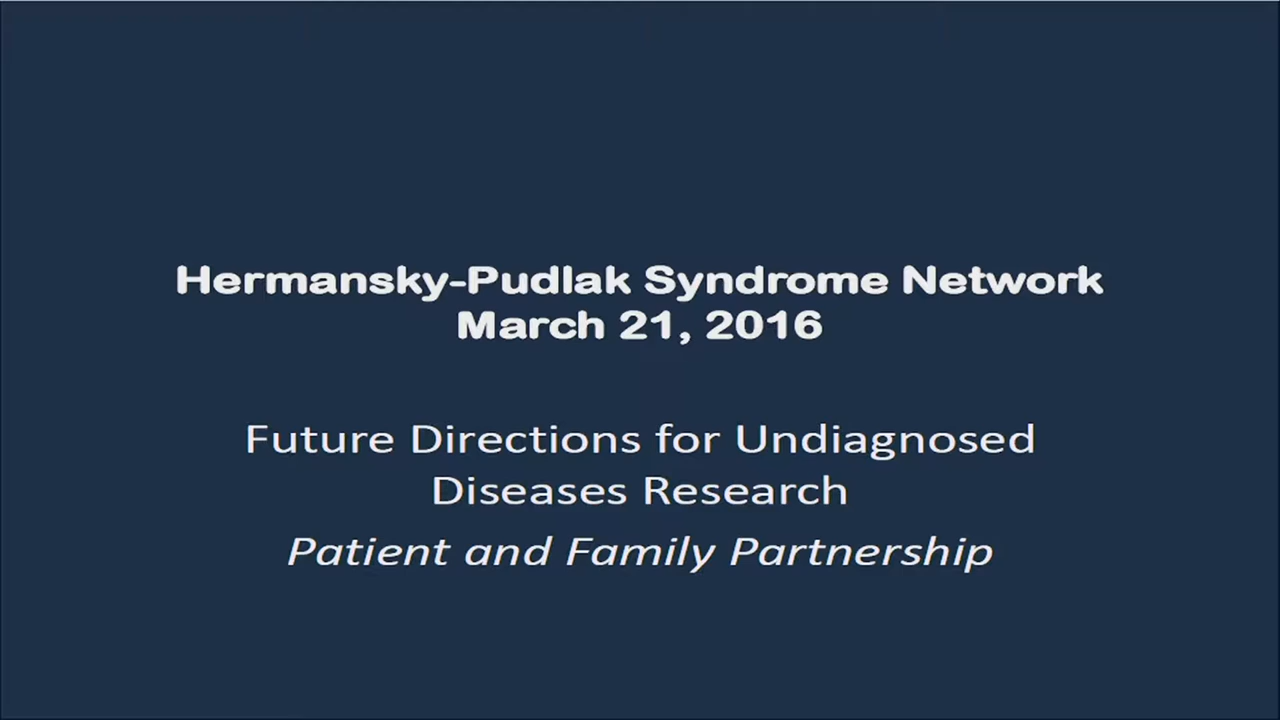 Hermansky-Pudlak Syndrome Network
March 21, 2016
Future Directions for Undiagnosed
Diseases Research
Patient and Family Partnership